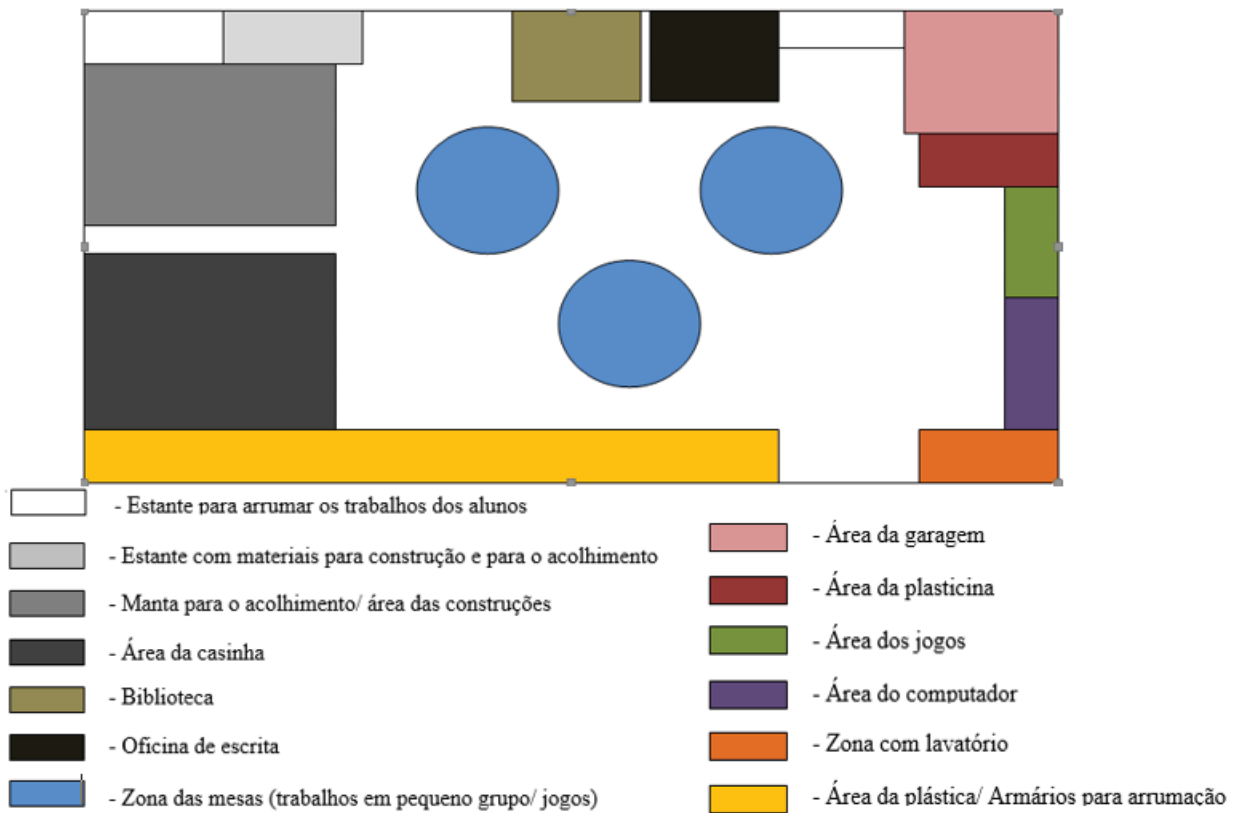 - Estante para arrumar os trabalhos dos alunos
- Estante com materiais para construção e para o acolhimento
- Manta para o acolhimento/ área das construções
- Área da casinha
- Biblioteca
- Oficina de escrita
- Zona das mesas (trabalhos em pequeno grupo/ jogos)
- Área da garagem
- Área da plasticina
- Área dos jogos
- Área do computador
- Zona com lavatório
- Área da plástica/ Armários para arrumação